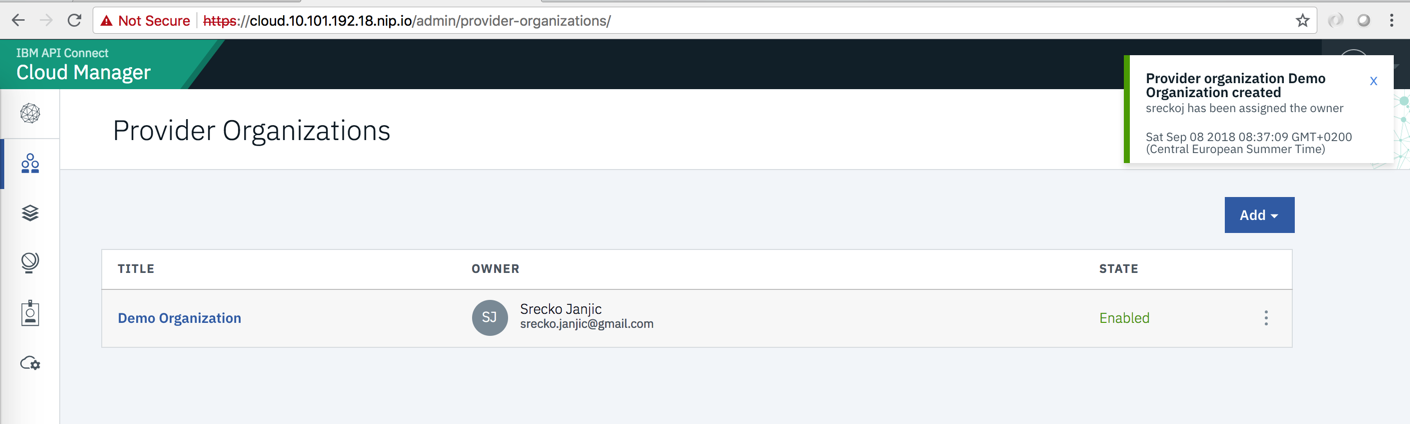 Not Secure https://cloud.10.101.192.18.nip.io/admin/provider-organizations/
IBM API Connect
Cloud Manager
Provider organization Demo
Organization created
x
sreckoj has been assigned the owner
Sat Sep 08 2018 08:37:09 GMT+0200
(Central European Summer Time)
Provider Organizations
Add
TITLE OWNER STATE
Demo Organization SJ Srecko Janjic Enabled
srecko.janjic@gmail.com